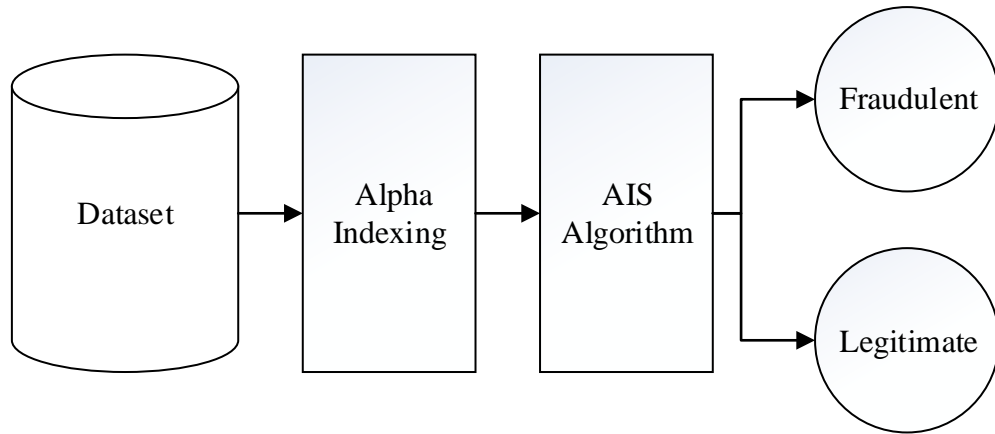 Dataset
Alpha
Indexing
AIS
Algorithm
Fraudulent
Legitimate